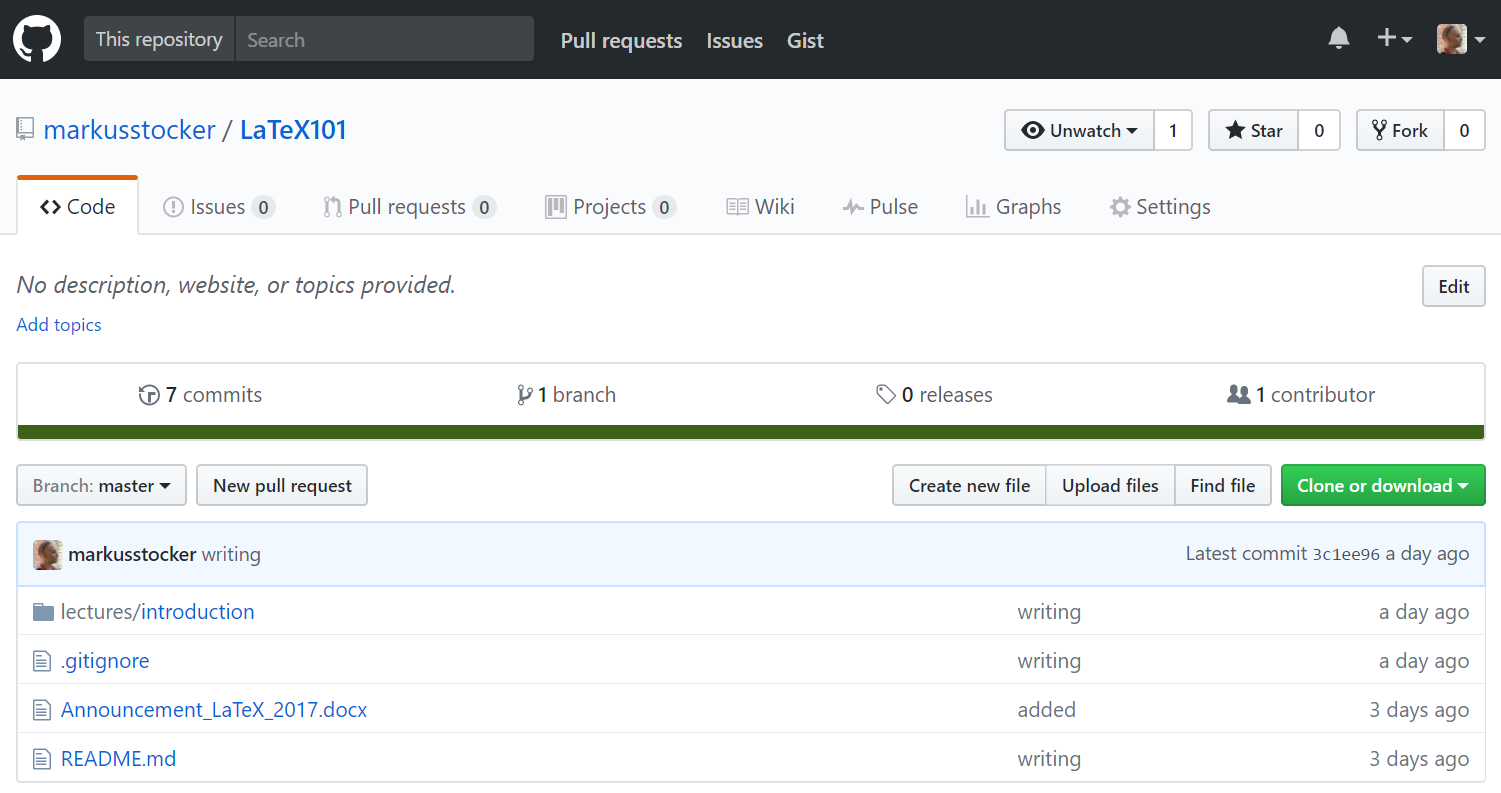 This repository Search Pull requests Issues Gist
markusstocker / LaTeX101 Unwatch 1 Star 0 Fork 0
Code Issues 0 Pull requests 0 Projects 0 Wiki Pulse Graphs Settings
No description, website, or topics provided. Edit
Add topics
7 commits 1 branch 0 releases 1 contributor
Branch: master New pull request Create new file Upload files Find file Clone or download
markusstocker writing Latest commit 3c1ee96 a day ago
lectures/introduction writing a day ago
.gitignore writing a day ago
Announcement_LaTeX_2017.docx added 3 days ago
README.md writing 3 days ago